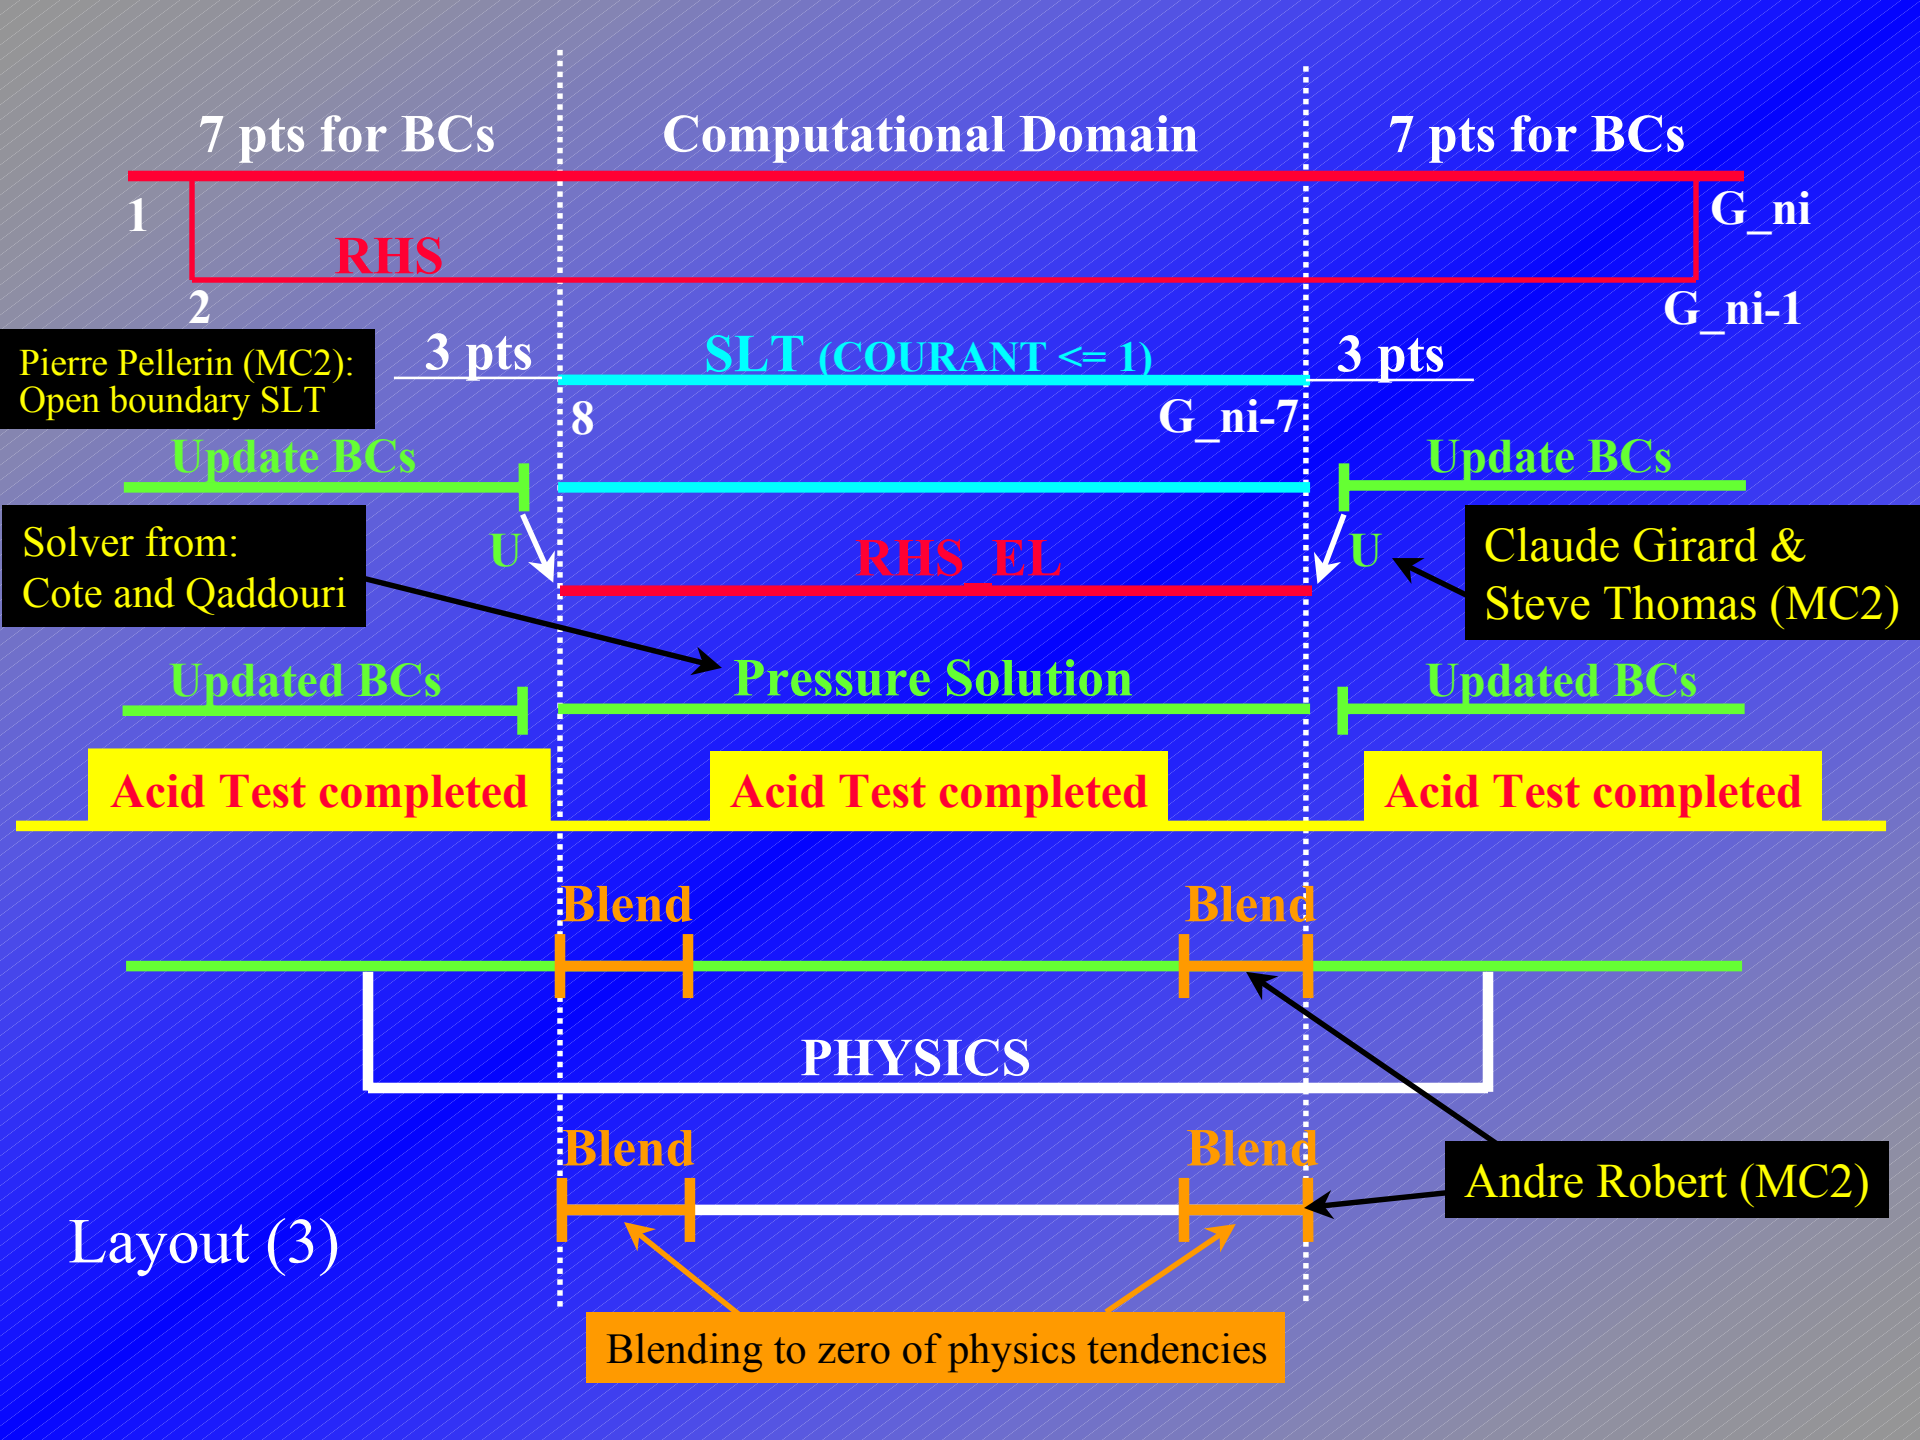 7 pts for BCs
Computational Domain
7 pts for BCs
1
G_ni
RHS
2
G_ni-1
Pierre Pellerin (MC2):
Open boundary SLT
3 pts
SLT (COURANT <= 1)
3 pts
8
G_ni-7
Update BCs
Update BCs
Solver from:
Cote and Qaddouri
U
RHS_EL
U
Claude Girard &
Steve Thomas (MC2)
Updated BCs
Pressure Solution
Updated BCs
Acid Test completed
Acid Test completed
Acid Test completed
Blend
Blend
PHYSICS
Blend
Blend
Andre Robert (MC2)
Layout (3)
Blending to zero of physics tendencies